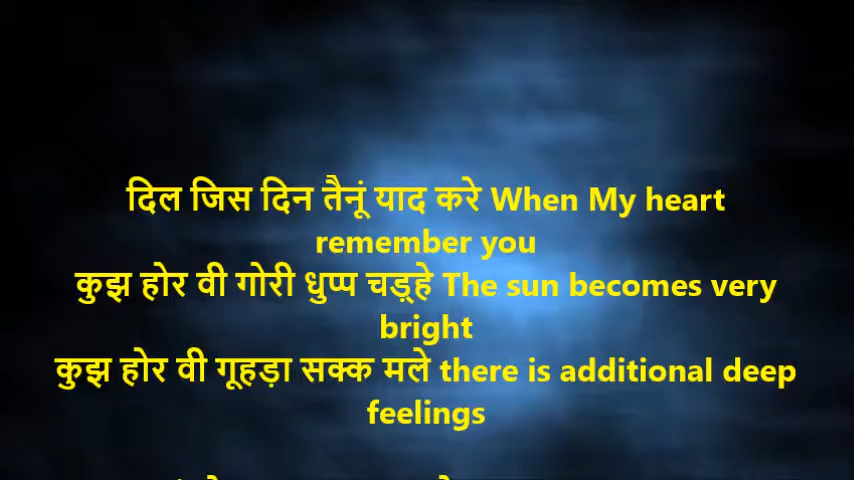 दिल जिस दिन तैनूं याद करे When My heart
remember you
कुझ होर वी गोरी धुप्प चड़्हे The sun becomes very
bright
कुझ होर वी गूहड़ा सक्क मले there is additional deep
feelings